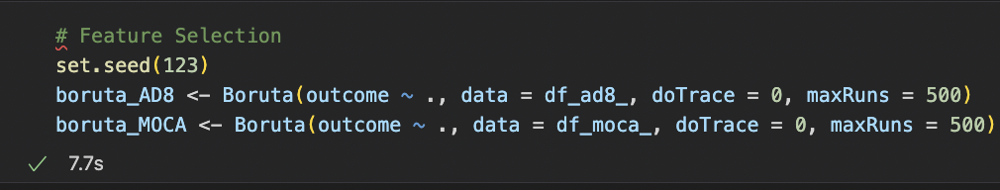 # Feature Selection
set.seed(123)
boruta_AD8 <- Boruta(outcome ~ ., data = df_ad8_, doTrace = 0, maxRuns = 500)
boruta_MOCA <- Boruta(outcome ~ ., data = df_moca_, doTrace = 0, maxRuns = 500)
7.7s